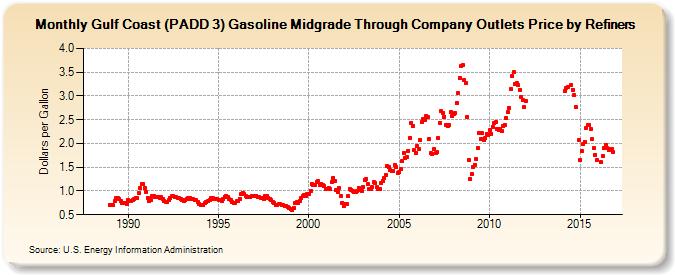 Monthly Gulf Coast (PADD 3) Gasoline Midgrade Through Company Outlets Price by Refiners
Dollars per Gallon
4.0
3.5
3.0
2.5
2.0
1.5
1.0
0.5
1990 1995 2000 2005 2010 2015
Source: U.S. Energy Information Administration